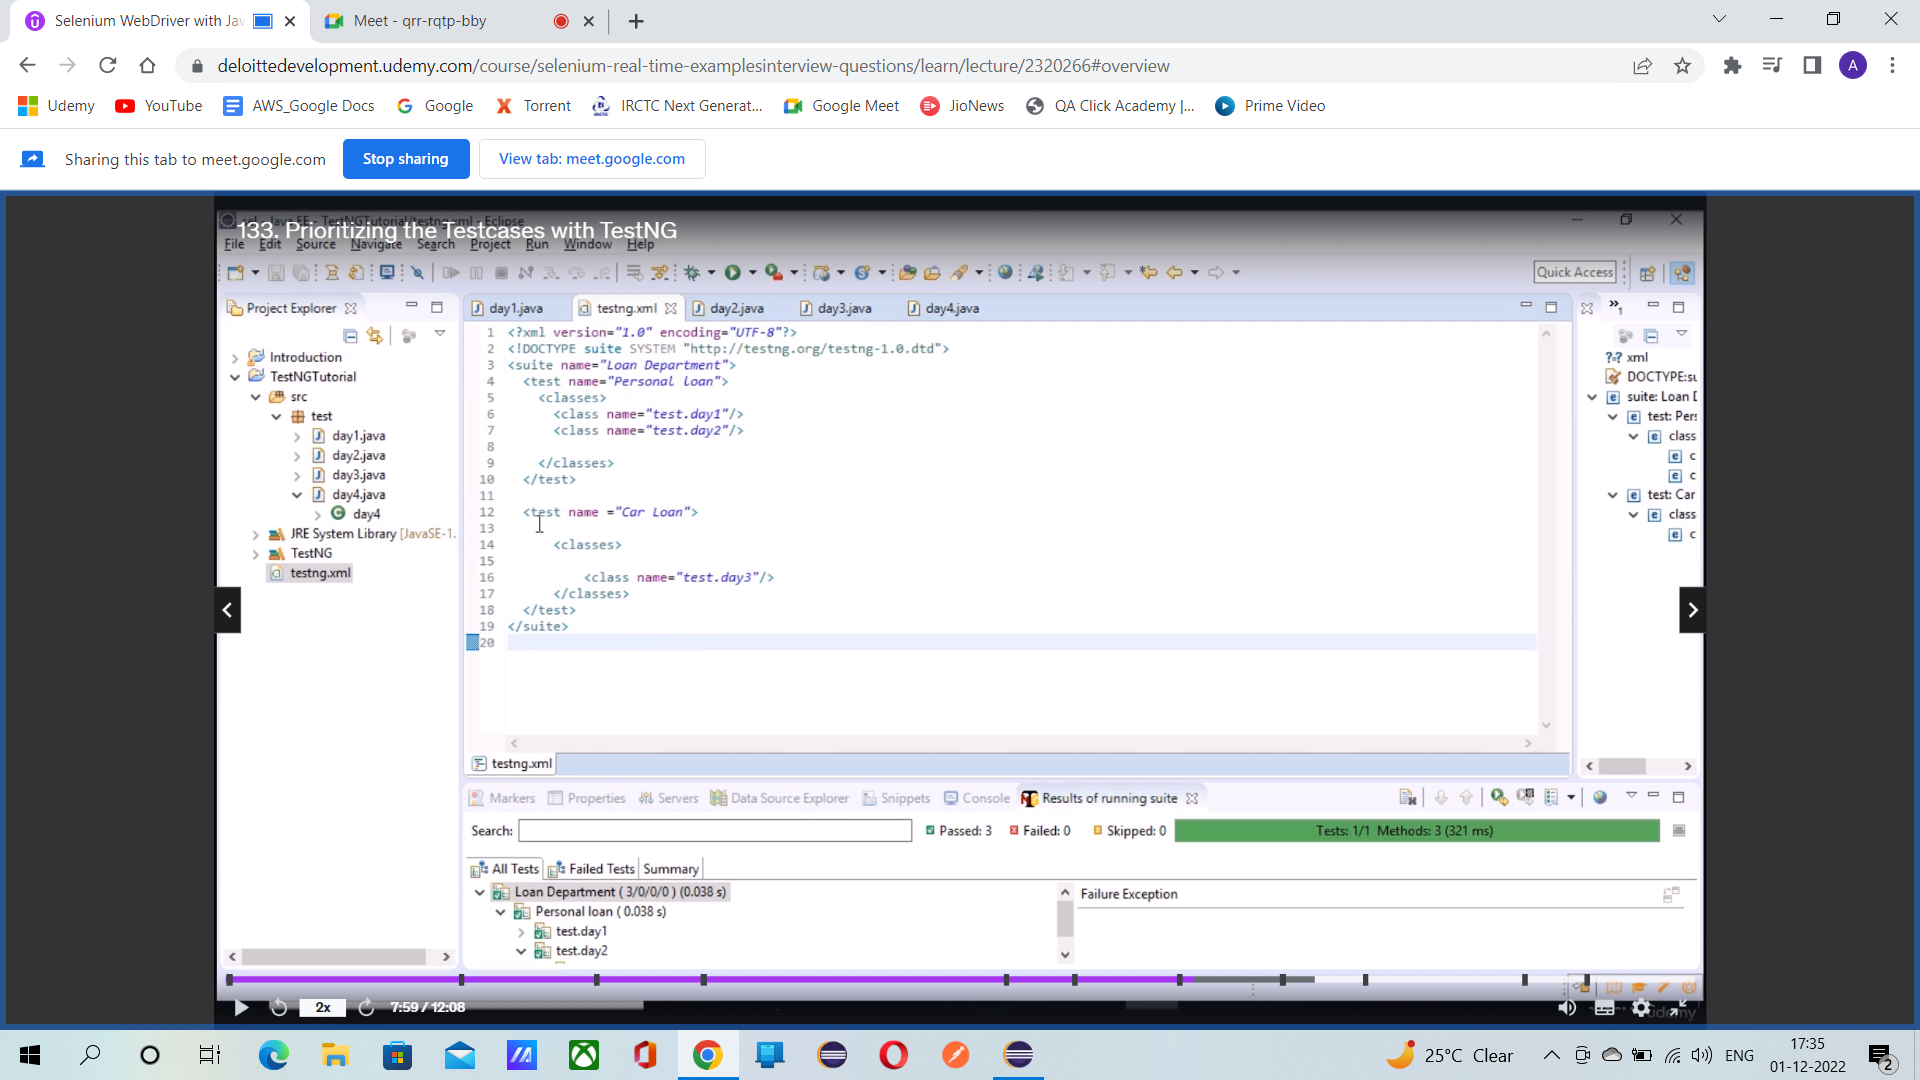 Selenium WebDriver with Jav
Meet - qrr-rqtp-bby
deloittedevelopment.udemy.com/course/selenium-real-time-examplesinterview-questions/learn/lecture/2320266#overview
A
Udemy YouTube AWS_Google Docs Google Torrent IRCTC Next Generat... Google Meet JioNews QA Click Academy |... Prime Video
Sharing this tab to meet.google.com Stop sharing View tab: meet.google.com
133. Prioritizing the Testcases with TestNG
File Edit Source Navigate Search Project Run Window Help
Quick Access
Project Explorer
day1.java testng.xml day2.java day3.java day4.java
Introduction
TestNGTutorial
src
test
day1.java
day2.java
day3.java
day4.java
day4
JRE System Library [JavaSE-1.
TestNG
testng.xml
1 <?xml version="1.0" encoding="UTF-8"?>
2 <!DOCTYPE suite SYSTEM "http://testng.org/testng-1.0.dtd">
3 <suite name="Loan Department">
4 <test name="Personal loan">
5 <classes>
6 <class name="test.day1"/>
7 <class name="test.day2"/>
8
9 </classes>
10 </test>
11
12 <test name ="Car Loan">
13
14 <classes>
15
16 <class name="test.day3"/>
17 </classes>
18 </test>
19 </suite>
20
xml
DOCTYPE:su
suite: Loan D
test: Pers
class
c
c
test: Car
class
c
testng.xml
Markers Properties Servers Data Source Explorer Snippets Console Results of running suite
Search: Passed: 3 Failed: 0 Skipped: 0 Tests: 1/1 Methods: 3 (321 ms)
All Tests Failed Tests Summary
Loan Department ( 3/0/0/0 ) (0.038 s)
Personal loan ( 0.038 s)
test.day1
test.day2
Failure Exception
2x 7:59 / 12:08
Udemy
25°C Clear
ENG
17:35
01-12-2022
2